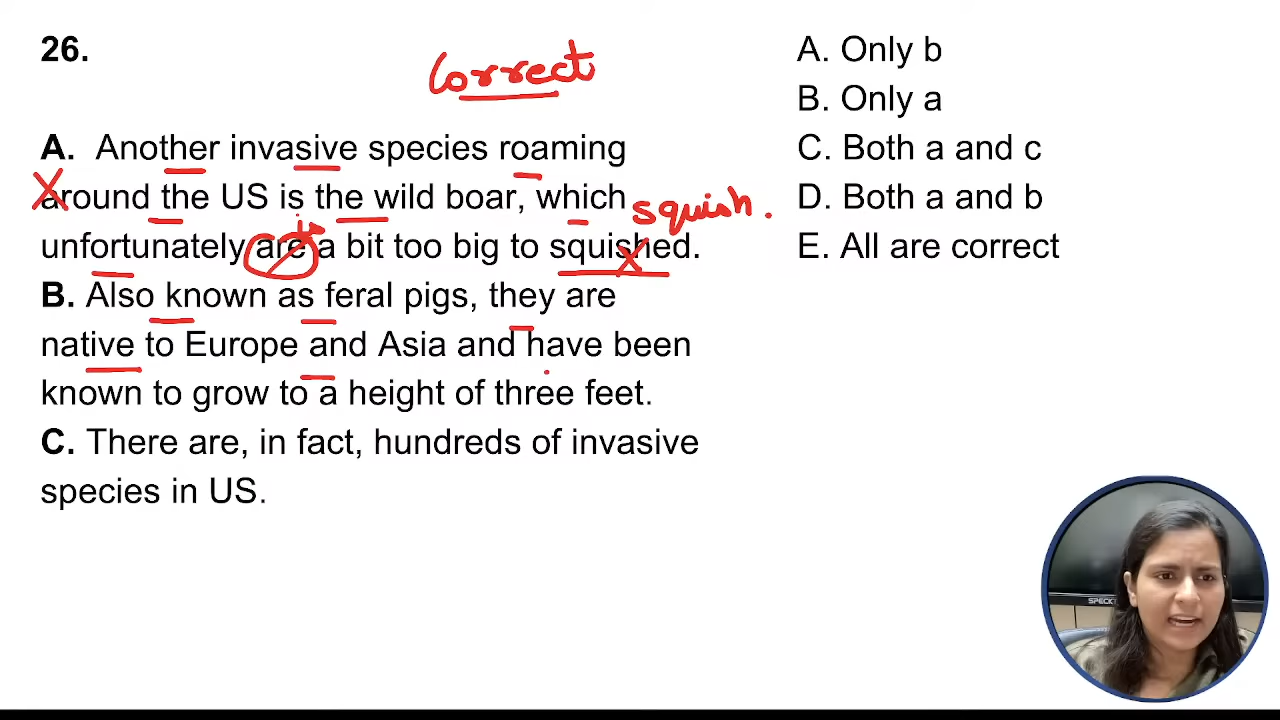 26.
Correct
A. Another invasive species roaming
around the US is the wild boar, which
squish.
is
unfortunately are a bit too big to squished.
B. Also known as feral pigs, they are
native to Europe and Asia and have been
known to grow to a height of three feet.
C. There are, in fact, hundreds of invasive
species in US.
A. Only b
B. Only a
C. Both a and c
D. Both a and b
E. All are correct